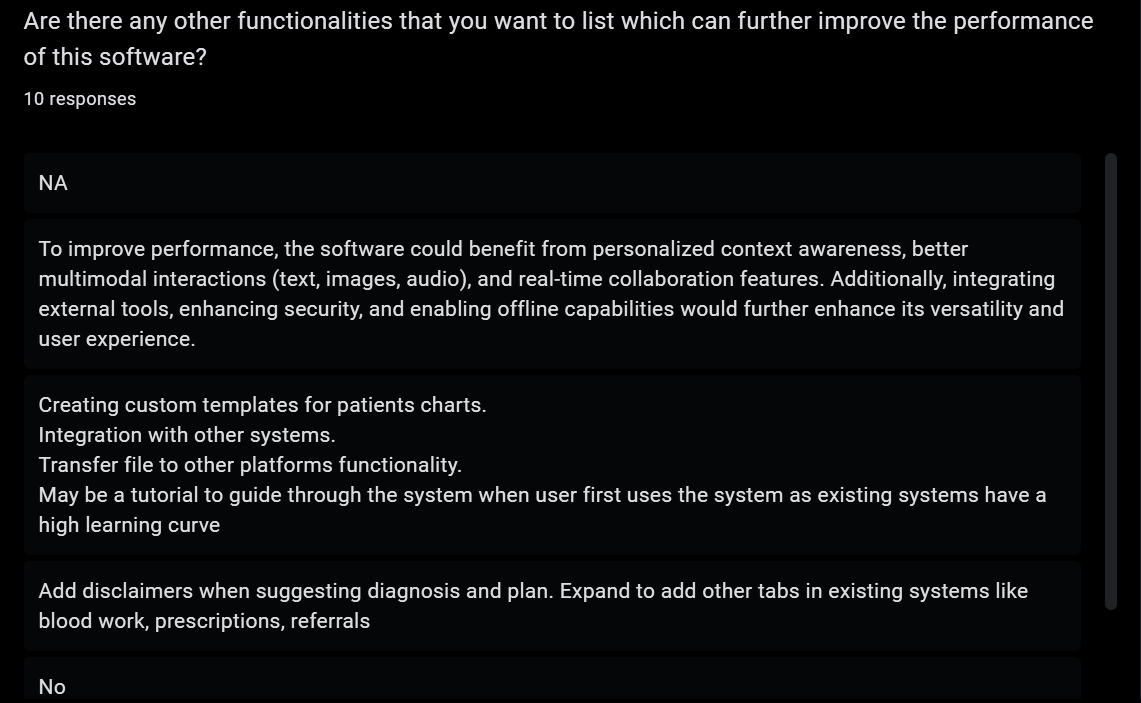 Are there any other functionalities that you want to list which can further improve the performance
of this software?
10 responses
NA
To improve performance, the software could benefit from personalized context awareness, better
multimodal interactions (text, images, audio), and real-time collaboration features. Additionally, integrating
external tools, enhancing security, and enabling offline capabilities would further enhance its versatility and
user experience.
Creating custom templates for patients charts.
Integration with other systems.
Transfer file to other platforms functionality.
May be a tutorial to guide through the system when user first uses the system as existing systems have a
high learning curve
Add disclaimers when suggesting diagnosis and plan. Expand to add other tabs in existing systems like
blood work, prescriptions, referrals
No